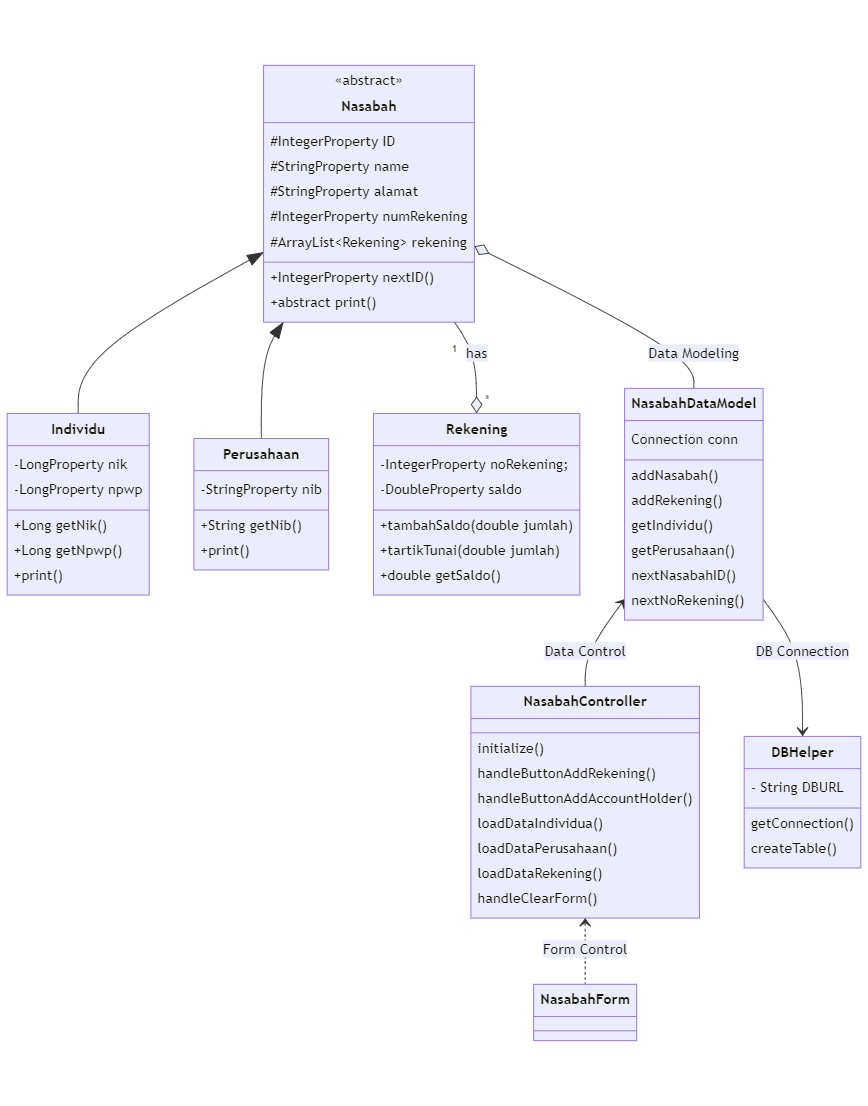 «abstract»
Nasabah
#IntegerProperty ID
#StringProperty name
#StringProperty alamat
#IntegerProperty numRekening
#ArrayList<Rekening> rekening
+IntegerProperty nextID()
+abstract print()
1
has
*
Data Modeling
Individu
-LongProperty nik
-LongProperty npwp
+Long getNik()
+Long getNpwp()
+print()
Perusahaan
-StringProperty nib
+String getNib()
+print()
Rekening
-IntegerProperty noRekening;
-DoubleProperty saldo
+tambahSaldo(double jumlah)
+tartikTunai(double jumlah)
+double getSaldo()
NasabahDataModel
Connection conn
addNasabah()
addRekening()
getIndividu()
getPerusahaan()
nextNasabahID()
nextNoRekening()
Data Control
DB Connection
NasabahController
initialize()
handleButtonAddRekening()
handleButtonAddAccountHolder()
loadDataIndividua()
loadDataPerusahaan()
loadDataRekening()
handleClearForm()
DBHelper
- String DBURL
getConnection()
createTable()
Form Control
NasabahForm